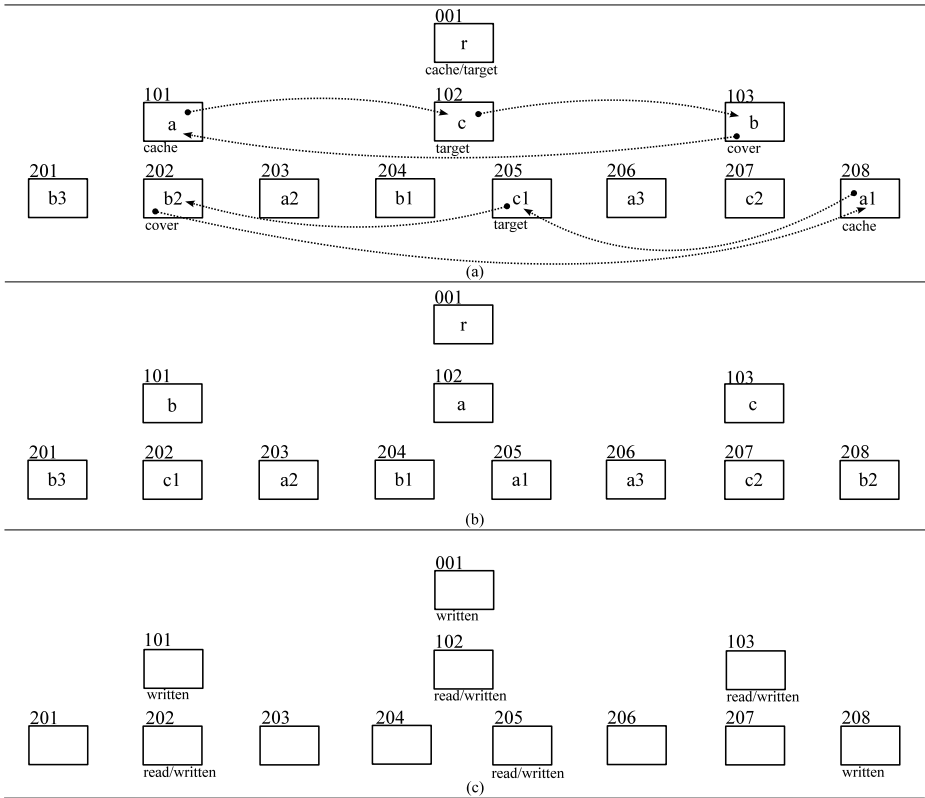 001
r
cache/target
101 102 103
a c b
cache target cover
201 202 203 204 205 206 207 208
b3 b2 a2 b1 c1 a3 c2 a1
cover target cache
(a)
001
r
101 102 103
b a c
201 202 203 204 205 206 207 208
b3 c1 a2 b1 a1 a3 c2 b2
(b)
001
written
101 102 103
written read/written read/written
201 202 203 204 205 206 207 208
read/written read/written written
(c)